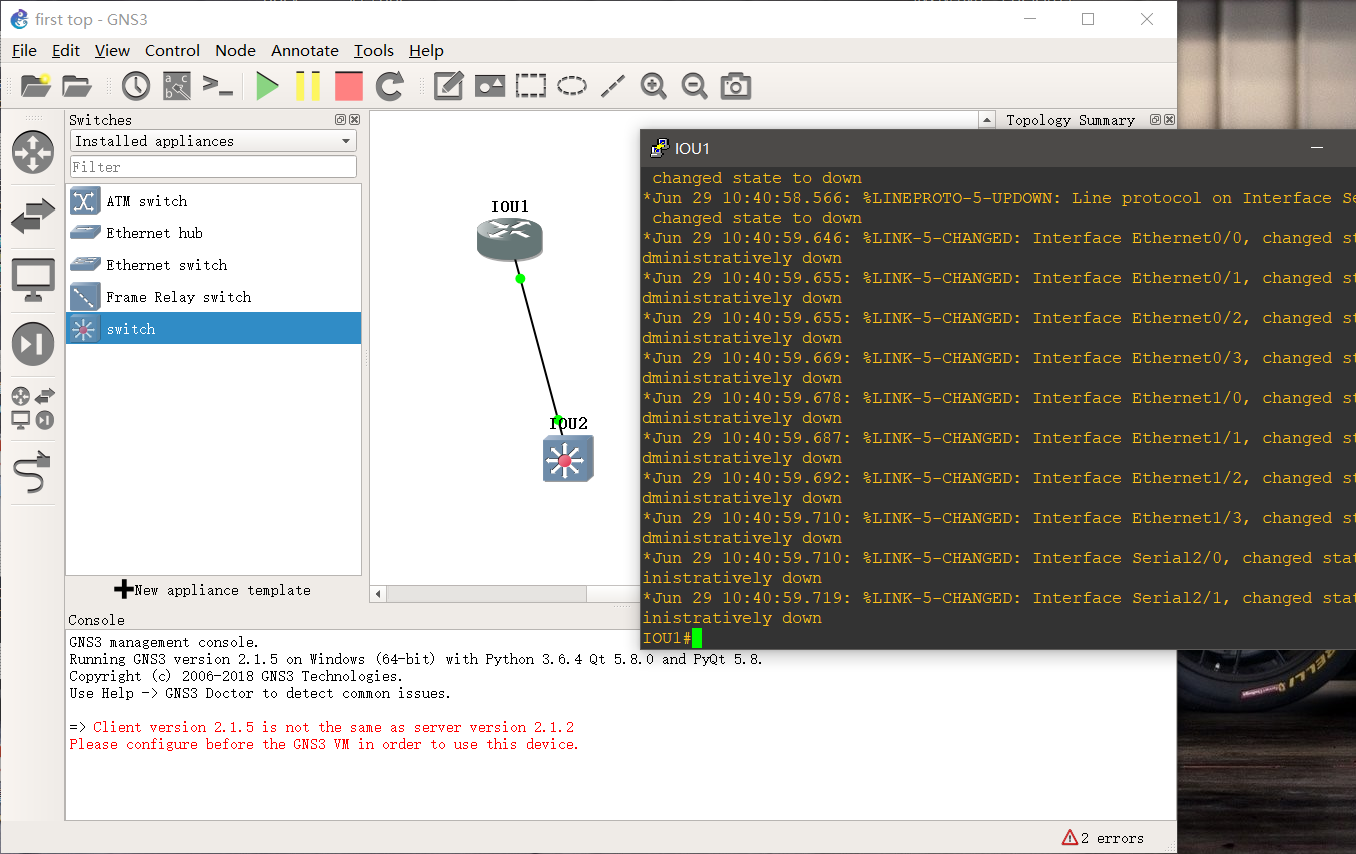 first top - GNS3
File Edit View Control Node Annotate Tools Help
Switches
Installed appliances
Filter
ATM switch
Ethernet hub
Ethernet switch
Frame Relay switch
switch
New appliance template
IOU1
IOU2
Topology Summary
IOU1
changed state to down
*Jun 29 10:40:58.566: %LINEPROTO-5-UPDOWN: Line protocol on Interface Se
changed state to down
*Jun 29 10:40:59.646: %LINK-5-CHANGED: Interface Ethernet0/0, changed st
dministratively down
*Jun 29 10:40:59.655: %LINK-5-CHANGED: Interface Ethernet0/1, changed st
dministratively down
*Jun 29 10:40:59.655: %LINK-5-CHANGED: Interface Ethernet0/2, changed st
dministratively down
*Jun 29 10:40:59.669: %LINK-5-CHANGED: Interface Ethernet0/3, changed st
dministratively down
*Jun 29 10:40:59.678: %LINK-5-CHANGED: Interface Ethernet1/0, changed st
dministratively down
*Jun 29 10:40:59.687: %LINK-5-CHANGED: Interface Ethernet1/1, changed st
dministratively down
*Jun 29 10:40:59.692: %LINK-5-CHANGED: Interface Ethernet1/2, changed st
dministratively down
*Jun 29 10:40:59.710: %LINK-5-CHANGED: Interface Ethernet1/3, changed st
dministratively down
*Jun 29 10:40:59.710: %LINK-5-CHANGED: Interface Serial2/0, changed stat
inistratively down
*Jun 29 10:40:59.719: %LINK-5-CHANGED: Interface Serial2/1, changed stat
inistratively down
IOU1#
Console
GNS3 management console.
Running GNS3 version 2.1.5 on Windows (64-bit) with Python 3.6.4 Qt 5.8.0 and PyQt 5.8.
Copyright (c) 2006-2018 GNS3 Technologies.
Use Help -> GNS3 Doctor to detect common issues.
=> Client version 2.1.5 is not the same as server version 2.1.2
Please configure before the GNS3 VM in order to use this device.
2 errors